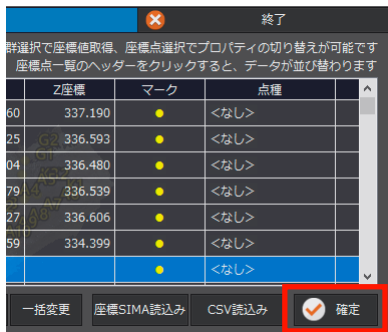 終了
群選択で座標値取得、座標点選択でプロパティの切り替えが可能です
座標点一覧のヘッダーをクリックすると、データが並び替わります
Z座標 マーク 点種
60 337.190 <なし>
25 336.593 <なし>
04 336.480 <なし>
79 336.539 <なし>
27 336.606 <なし>
59 334.399 <なし>
<なし>
一括変更 座標SIMA読込み CSV読込み 確定